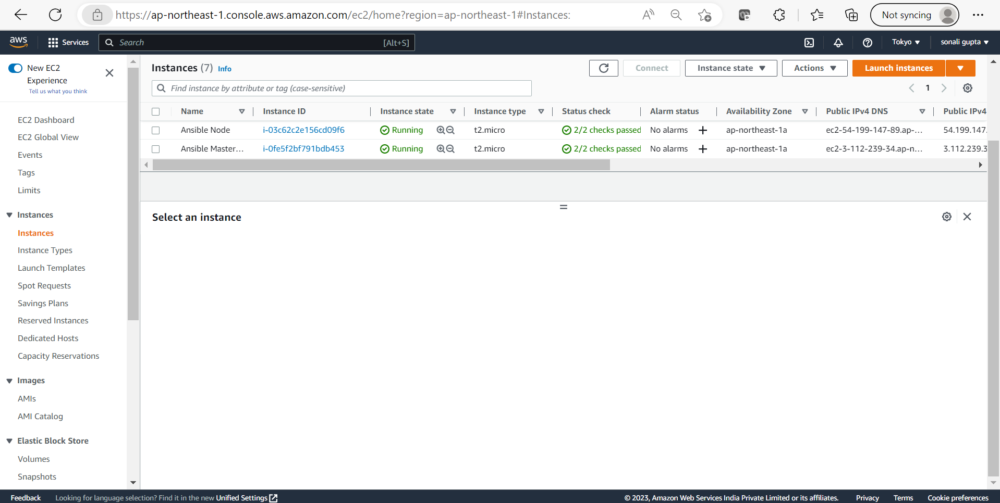 https://ap-northeast-1.console.aws.amazon.com/ec2/home?region=ap-northeast-1#Instances:
Not syncing
aws
Services
Search
[Alt+S]
Tokyo
sonali gupta
New EC2
Experience
Tell us what you think
EC2 Dashboard
EC2 Global View
Events
Tags
Limits
Instances
Instances
Instance Types
Launch Templates
Spot Requests
Savings Plans
Reserved Instances
Dedicated Hosts
Capacity Reservations
Images
AMIs
AMI Catalog
Elastic Block Store
Volumes
Snapshots
Instances (7) Info
Connect
Instance state
Actions
Launch instances
Find instance by attribute or tag (case-sensitive)
1
Name Instance ID Instance state Instance type Status check Alarm status Availability Zone Public IPv4 DNS Public IPv4
Ansible Node i-03c62c2e156cd09f6 Running t2.micro 2/2 checks passed No alarms + ap-northeast-1a ec2-54-199-147-89.ap-... 54.199.147.
Ansible Master... i-0fe5f2bf791bdb453 Running t2.micro 2/2 checks passed No alarms + ap-northeast-1a ec2-3-112-239-34.ap-n... 3.112.239.3
Select an instance
Feedback
Looking for language selection? Find it in the new Unified Settings
© 2023, Amazon Web Services India Private Limited or its affiliates.
Privacy
Terms
Cookie preferences